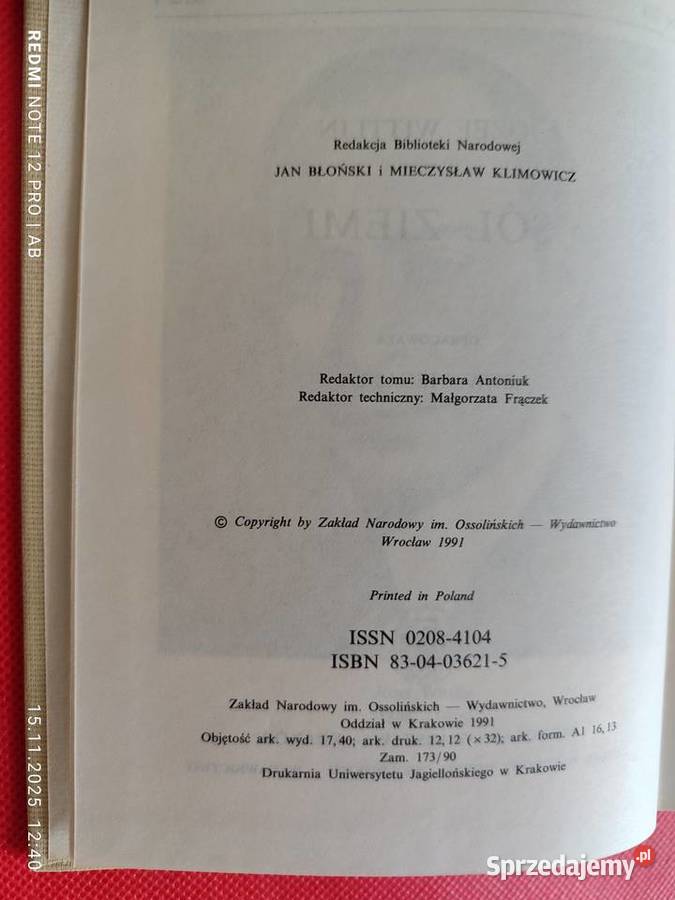 Redakcja Biblioteki Narodowej
JAN BŁOŃSKI i MIECZYSŁAW KLIMOWICZ
SÓL ZIEMI
OPRACOWAŁA
Redaktor tomu: Barbara Antoniuk
Redaktor techniczny: Małgorzata Frączek
© Copyright by Zakład Narodowy im. Ossolińskich — Wydawnictwo
Wrocław 1991
Printed in Poland
ISSN 0208-4104
ISBN 83-04-03621-5
Zakład Narodowy im. Ossolińskich — Wydawnictwo, Wrocław
Oddział w Krakowie 1991
Objętość ark. wyd. 17,40; ark. druk. 12,12 (×32); ark. form. A1 16,13
Zam. 173/90
Drukarnia Uniwersytetu Jagiellońskiego w Krakowie
REDMI NOTE 12 PRO | AB
15.11.2025 12:40
Sprzedajemy.pl